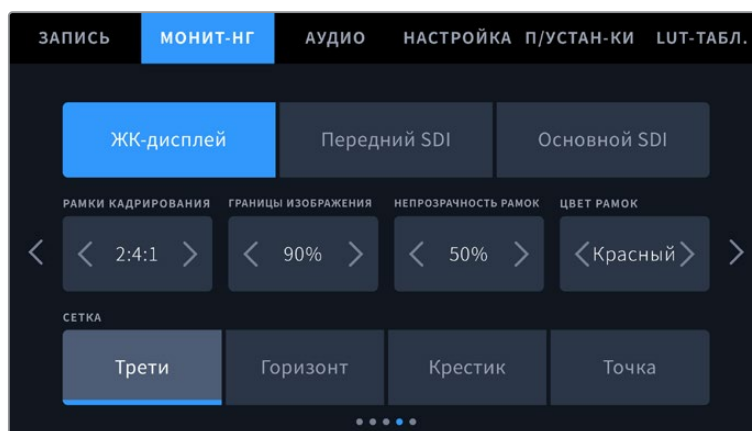 ЗАПИСЬ МОНИТ-НГ АУДИО НАСТРОЙКА П/УСТАН-КИ LUT-ТАБЛ.
ЖК-дисплей Передний SDI Основной SDI
РАМКИ КАДРИРОВАНИЯ ГРАНИЦЫ ИЗОБРАЖЕНИЯ НЕПРОЗРАЧНОСТЬ РАМОК ЦВЕТ РАМОК
2:4:1 90% 50% Красный
СЕТКА
Трети Горизонт Крестик Точка